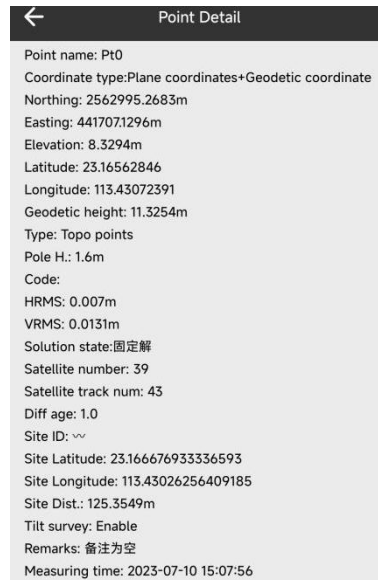 Point Detail
Point name: Pt0
Coordinate type:Plane coordinates+Geodetic coordinate
Northing: 2562995.2683m
Easting: 441707.1296m
Elevation: 8.3294m
Latitude: 23.16562846
Longitude: 113.43072391
Geodetic height: 11.3254m
Type: Topo points
Pole H.: 1.6m
Code:
HRMS: 0.007m
VRMS: 0.0131m
Solution state:固定解
Satellite number: 39
Satellite track num: 43
Diff age: 1.0
Site ID: 〰
Site Latitude: 23.166676933336593
Site Longitude: 113.43026256409185
Site Dist.: 125.3549m
Tilt survey: Enable
Remarks: 备注为空
Measuring time: 2023-07-10 15:07:56